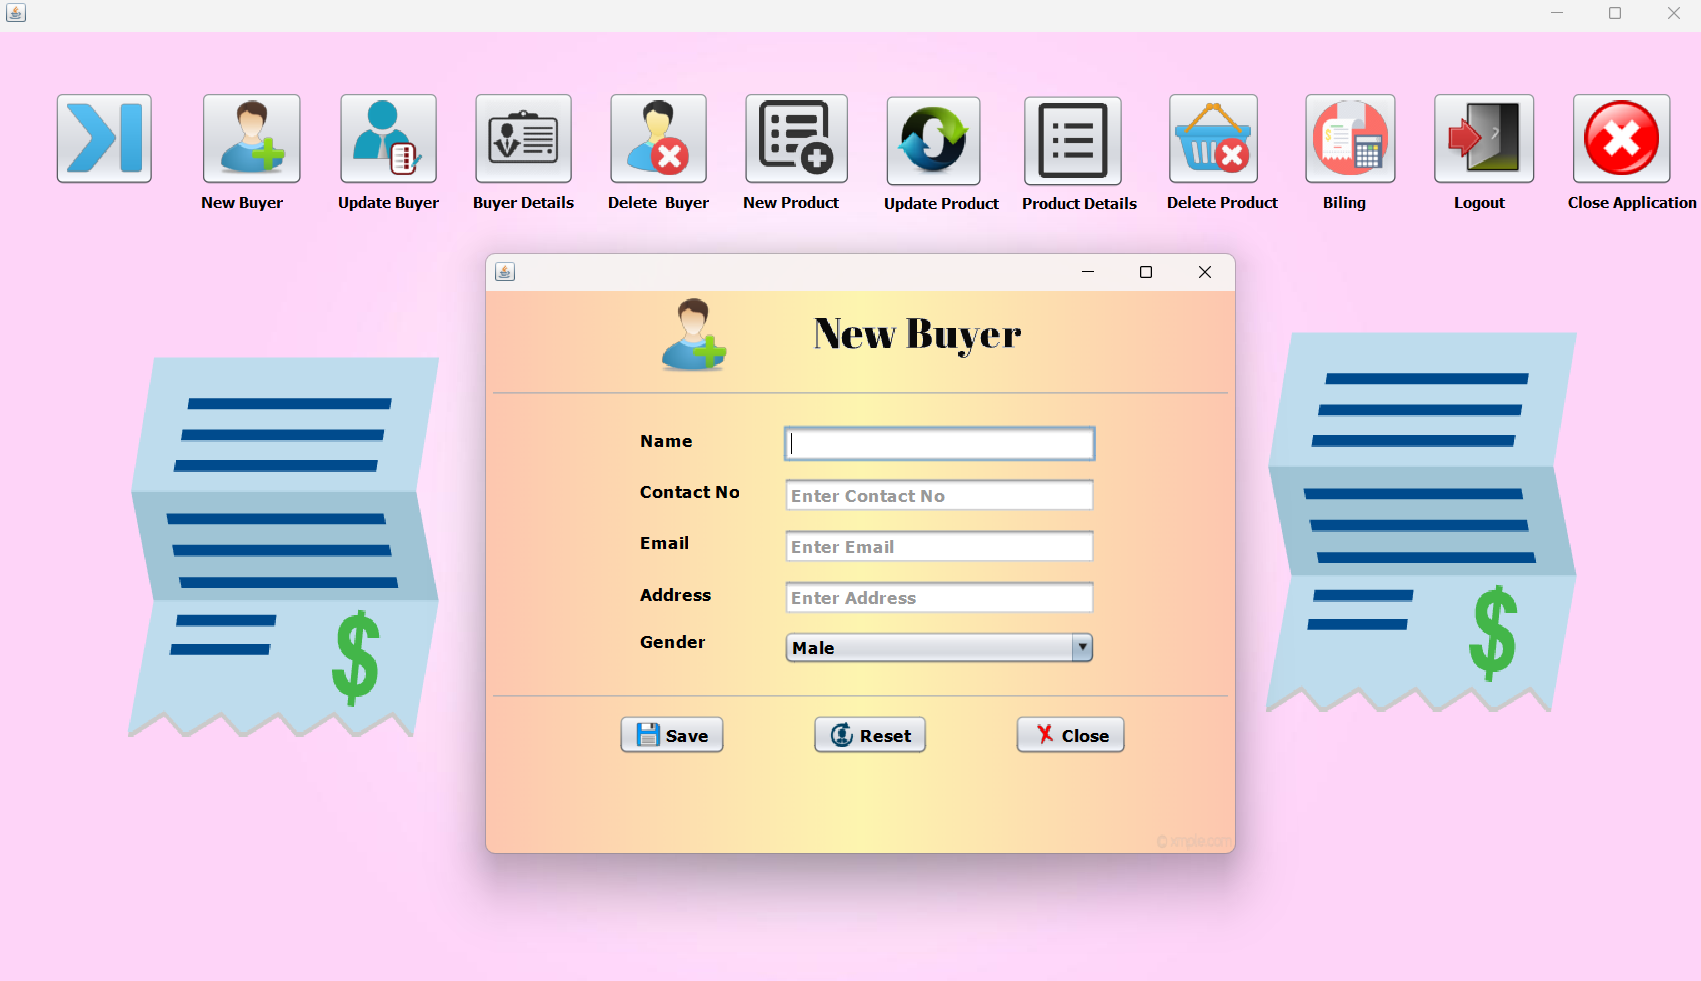 New Buyer
Update Buyer
Buyer Details
Delete  Buyer
New Product
Update Product
Product Details
Delete Product
Biling
Logout
Close Application
New Buyer
Name
Contact No
Enter Contact No
Email
Enter Email
Address
Enter Address
Gender
Male
Save
Reset
Close
© xmple.com